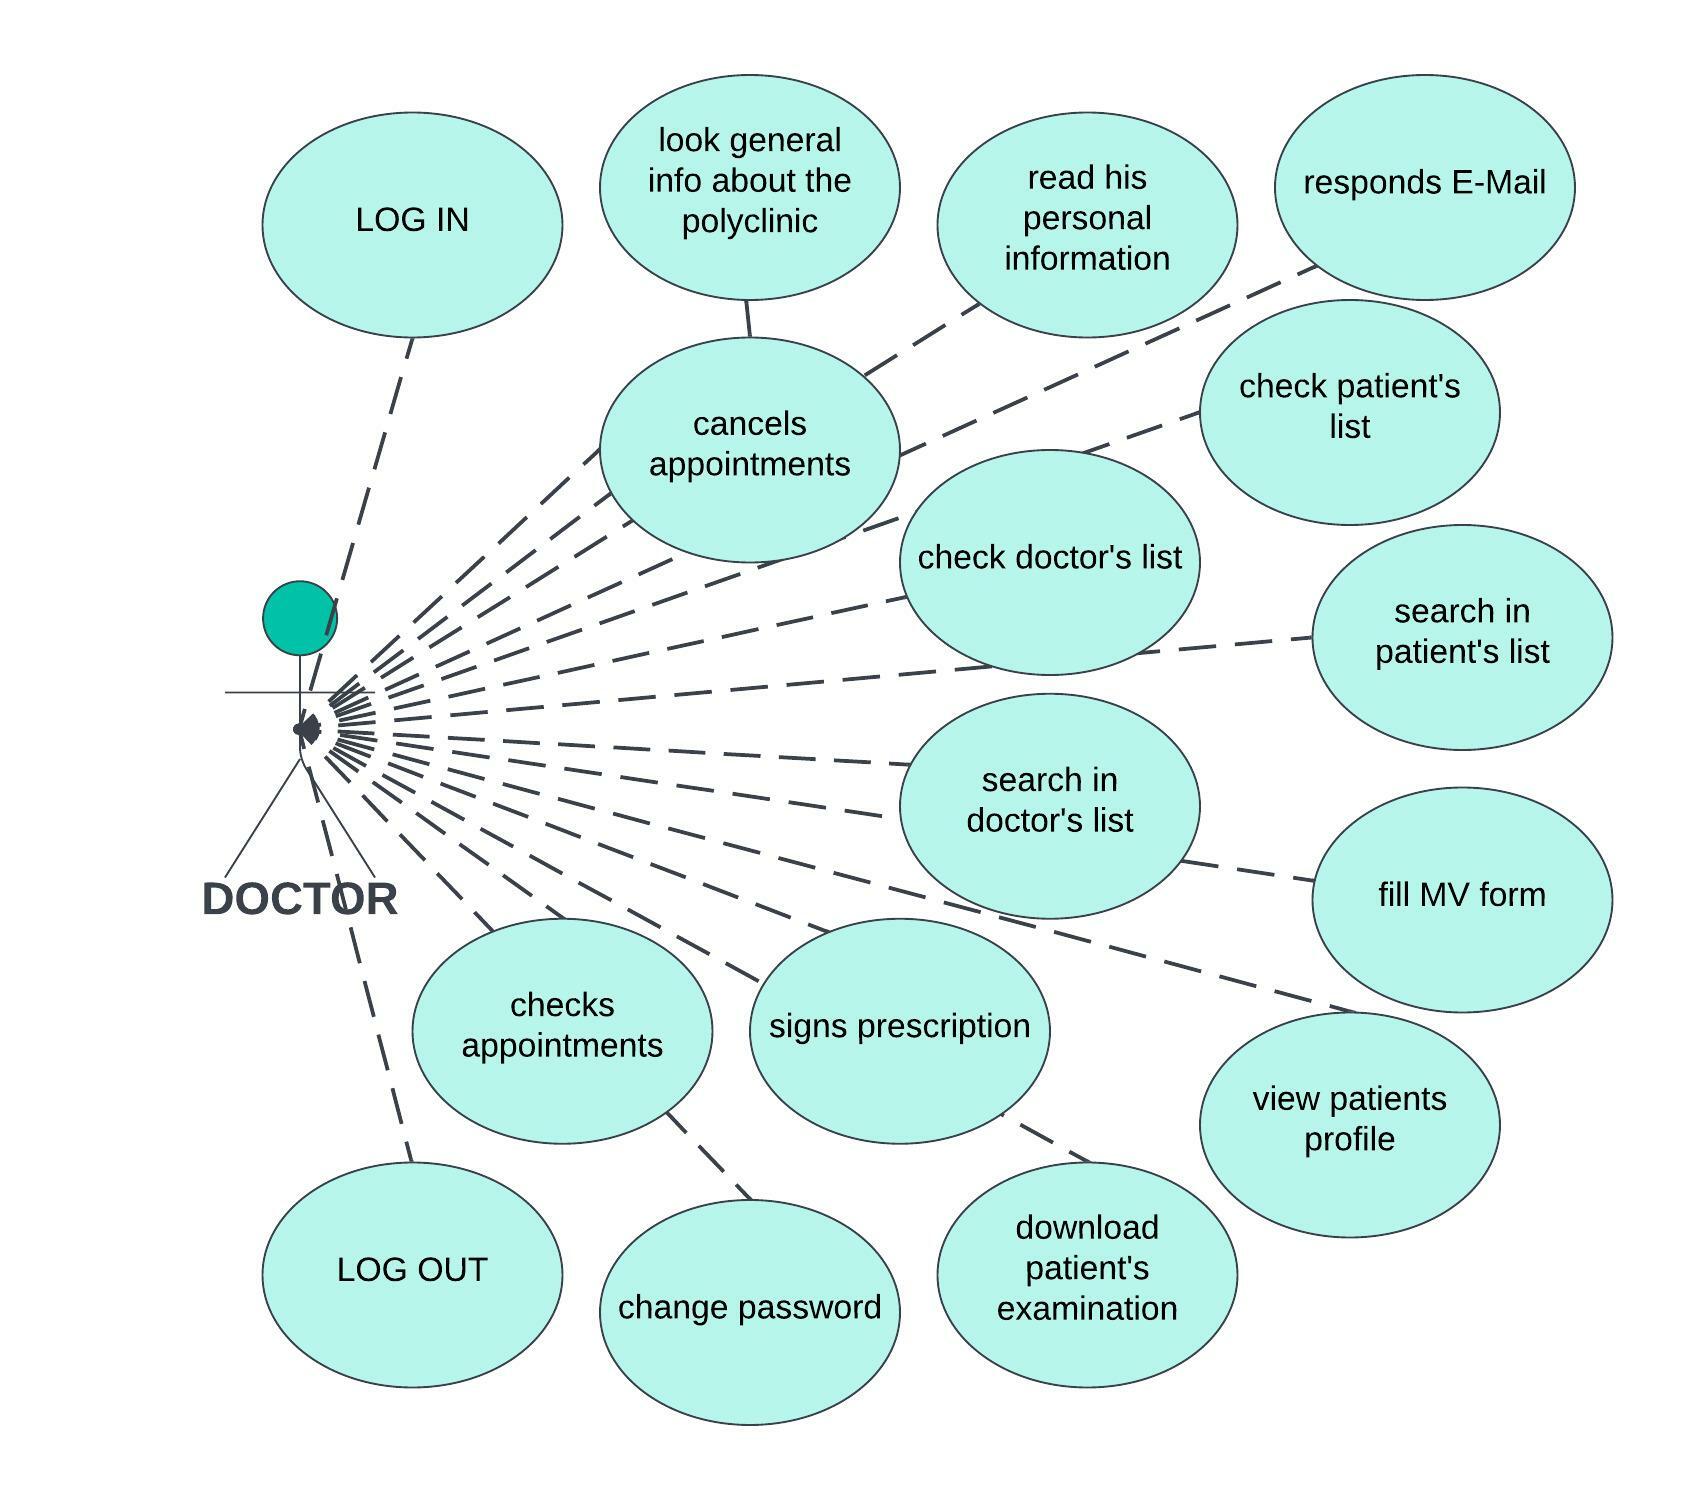 LOG IN
look general
info about the
polyclinic
read his
personal
information
responds E-Mail
cancels
appointments
check patient's
list
check doctor's list
search in
patient's list
search in
doctor's list
fill MV form
DOCTOR
checks
appointments
signs prescription
view patients
profile
LOG OUT
change password
download
patient's
examination